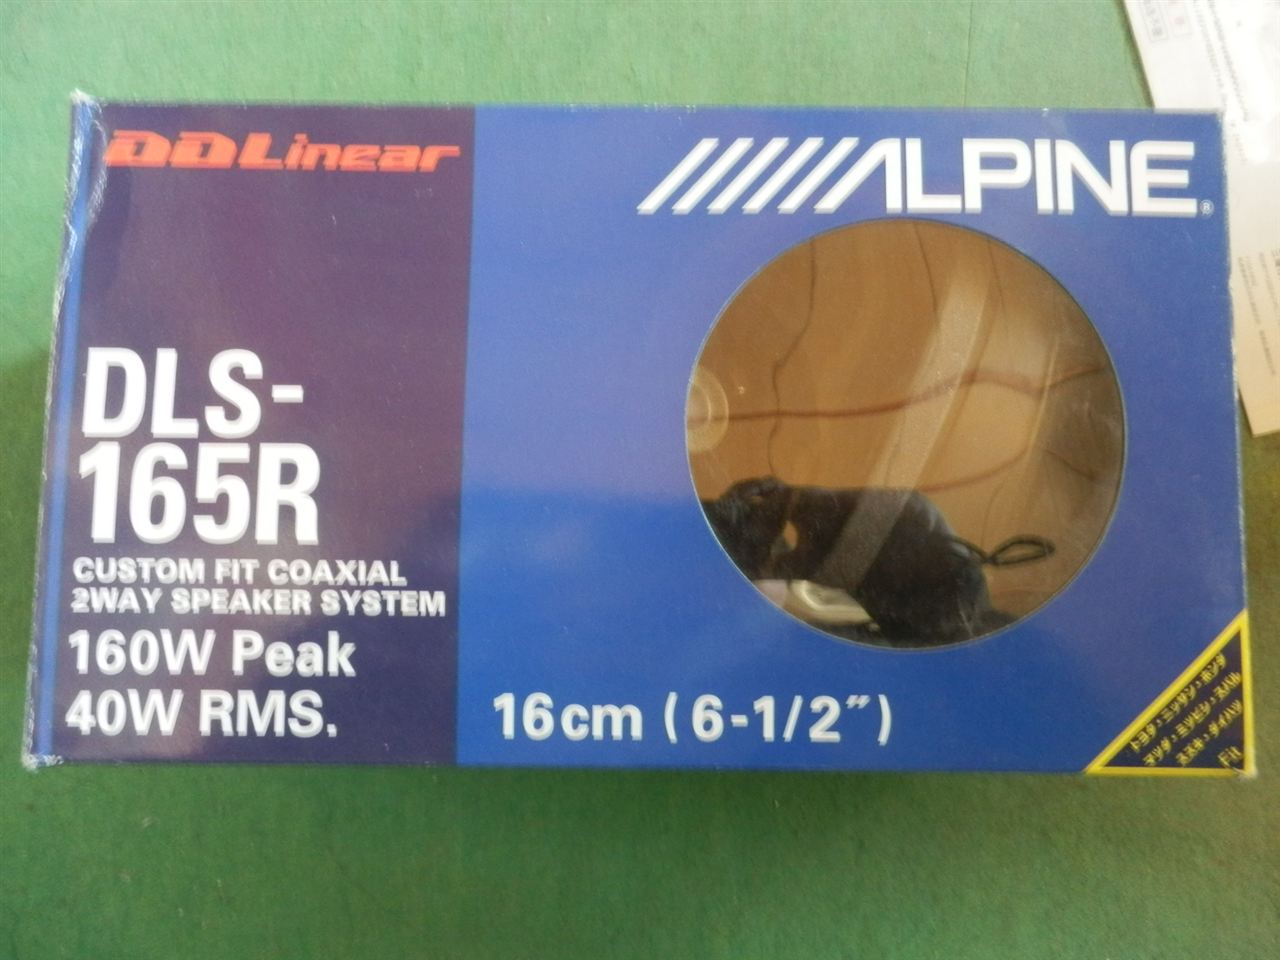 DDLinear
ALPINE®
DLS-
165R
CUSTOM FIT COAXIAL
2WAY SPEAKER SYSTEM
160W Peak
40W RMS.
16cm (6-1/2")
トヨタ・ニッサン・ホンダ
マツダ・ミツビシ・スバル
スズキ・ダイハツ
Fit